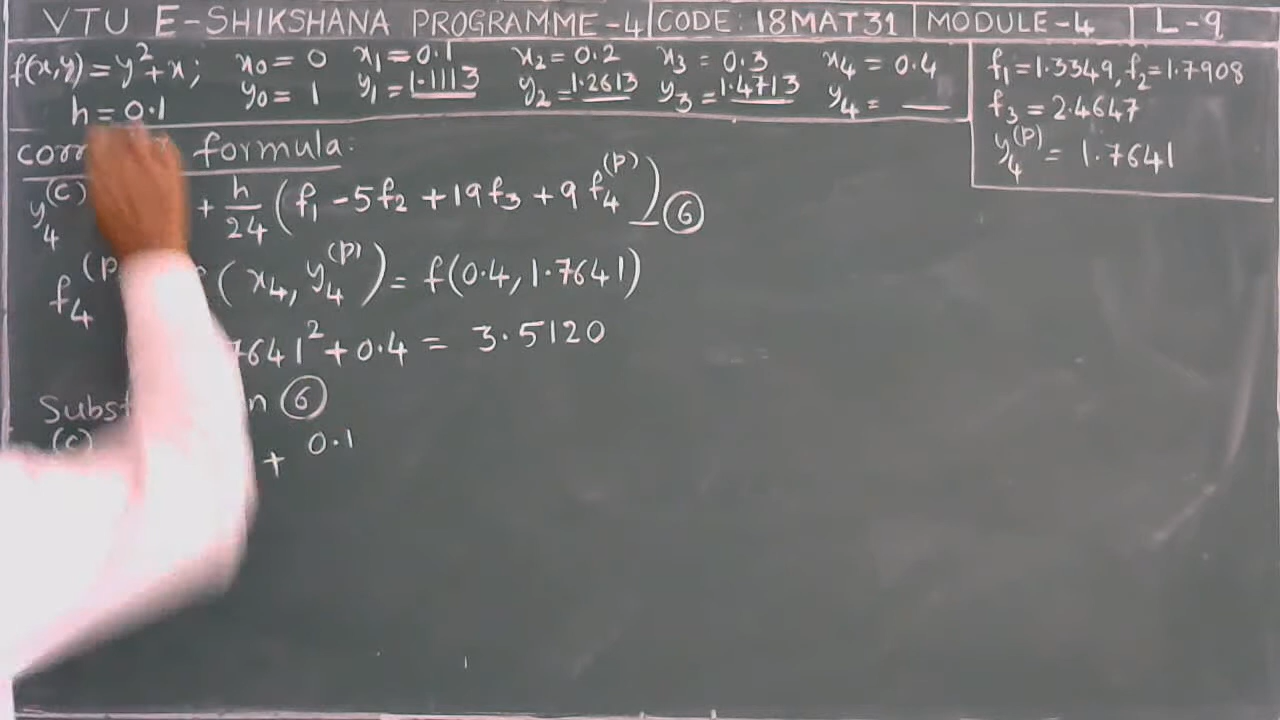 VTU E-SHIKSHANA PROGRAMME-4 CODE: 18MAT31 MODULE-4 L-9
f(x,y) = y² + x ; x₀ = 0 x₁ = 0.1 x₂ = 0.2 x₃ = 0.3 x₄ = 0.4
h = 0.1 y₀ = 1 y₁ = 1.1113 y₂ = 1.2613 y₃ = 1.4713 y₄ = __
f₁ = 1.3349, f₂ = 1.7908
f₃ = 2.4647
y₄^(P) = 1.7641
formula:
y₄^(C) + h/24 (f₁ - 5f₂ + 19f₃ + 9f₄^(P)) — ⑥
f₄^(P) (x₄, y₄^(P)) = f(0.4, 1.7641)
7641² + 0.4 = 3.5120
⑥
(C) + 0.1